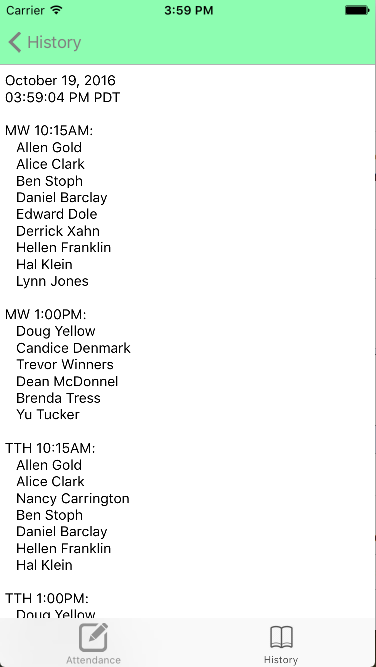 Carrier 3:59 PM
History
October 19, 2016
03:59:04 PM PDT
MW 10:15AM:
Allen Gold
Alice Clark
Ben Stoph
Daniel Barclay
Edward Dole
Derrick Xahn
Hellen Franklin
Hal Klein
Lynn Jones
MW 1:00PM:
Doug Yellow
Candice Denmark
Trevor Winners
Dean McDonnel
Brenda Tress
Yu Tucker
TTH 10:15AM:
Allen Gold
Alice Clark
Nancy Carrington
Ben Stoph
Daniel Barclay
Hellen Franklin
Hal Klein
TTH 1:00PM:
Doug Yellow
Attendance History